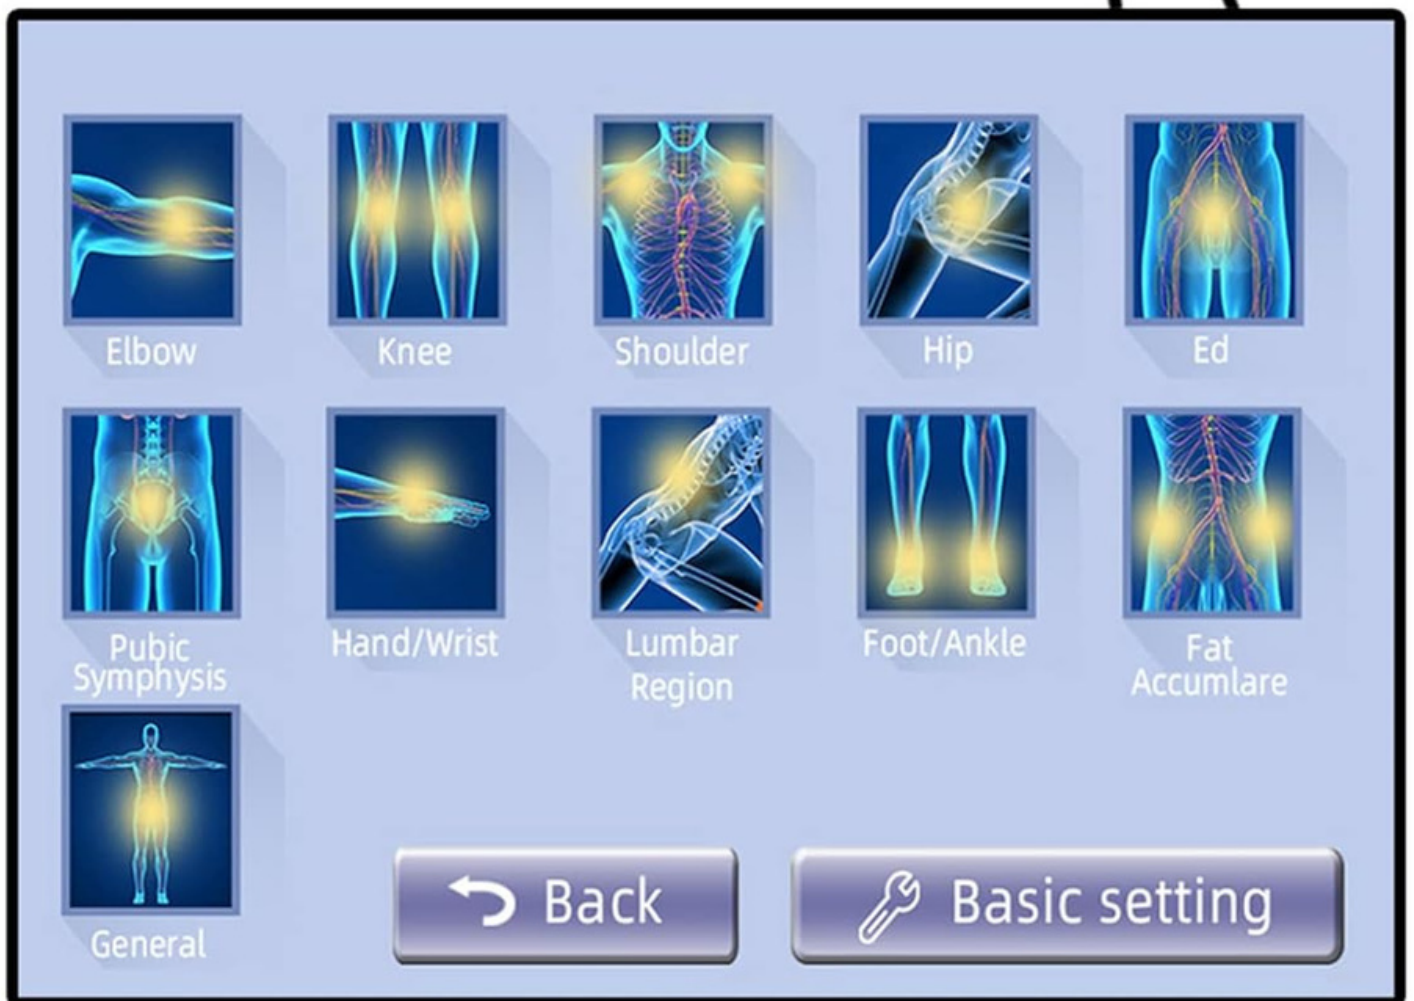 Elbow
Knee
Shoulder
Hip
Ed
Pubic
Symphysis
Hand/Wrist
Lumbar
Region
Foot/Ankle
Fat
Accumlare
General
Back
Basic setting